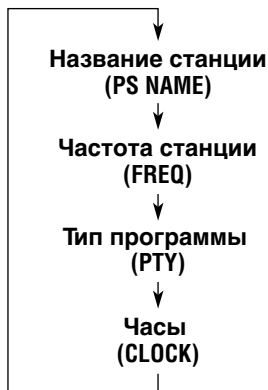 Название станции
(PS NAME)
Частота станции
(FREQ)
Тип программы
(PTY)
Часы
(CLOCK)